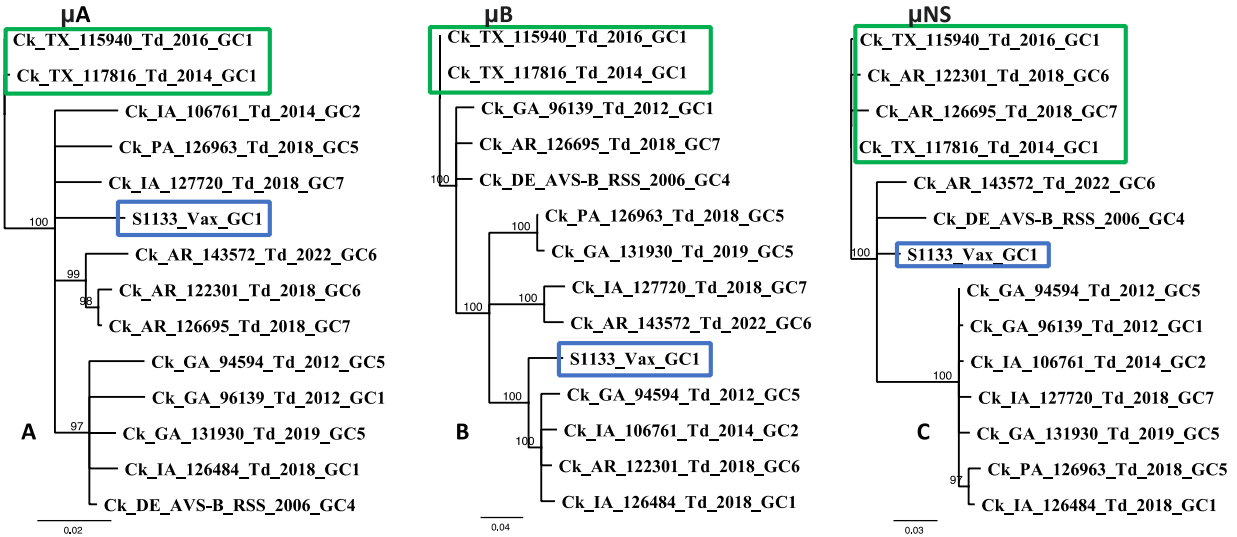 µA
Ck_TX_115940_Td_2016_GC1
Ck_TX_117816_Td_2014_GC1
Ck_IA_106761_Td_2014_GC2
Ck_PA_126963_Td_2018_GC5
Ck_IA_127720_Td_2018_GC7
100
S1133_Vax_GC1
Ck_AR_143572_Td_2022_GC6
99
Ck_AR_122301_Td_2018_GC6
98
Ck_AR_126695_Td_2018_GC7
Ck_GA_94594_Td_2012_GC5
Ck_GA_96139_Td_2012_GC1
97
Ck_GA_131930_Td_2019_GC5
A
Ck_IA_126484_Td_2018_GC1
Ck_DE_AVS-B_RSS_2006_GC4
0.02
µB
Ck_TX_115940_Td_2016_GC1
Ck_TX_117816_Td_2014_GC1
Ck_GA_96139_Td_2012_GC1
Ck_AR_126695_Td_2018_GC7
100
Ck_DE_AVS-B_RSS_2006_GC4
Ck_PA_126963_Td_2018_GC5
100
Ck_GA_131930_Td_2019_GC5
Ck_IA_127720_Td_2018_GC7
100
100
Ck_AR_143572_Td_2022_GC6
S1133_Vax_GC1
Ck_GA_94594_Td_2012_GC5
100
Ck_IA_106761_Td_2014_GC2
B
100
Ck_AR_122301_Td_2018_GC6
Ck_IA_126484_Td_2018_GC1
0.04
µNS
Ck_TX_115940_Td_2016_GC1
Ck_AR_122301_Td_2018_GC6
Ck_AR_126695_Td_2018_GC7
Ck_TX_117816_Td_2014_GC1
Ck_AR_143572_Td_2022_GC6
Ck_DE_AVS-B_RSS_2006_GC4
100
S1133_Vax_GC1
Ck_GA_94594_Td_2012_GC5
Ck_GA_96139_Td_2012_GC1
Ck_IA_106761_Td_2014_GC2
100
Ck_IA_127720_Td_2018_GC7
C
Ck_GA_131930_Td_2019_GC5
Ck_PA_126963_Td_2018_GC5
97
Ck_IA_126484_Td_2018_GC1
0.03